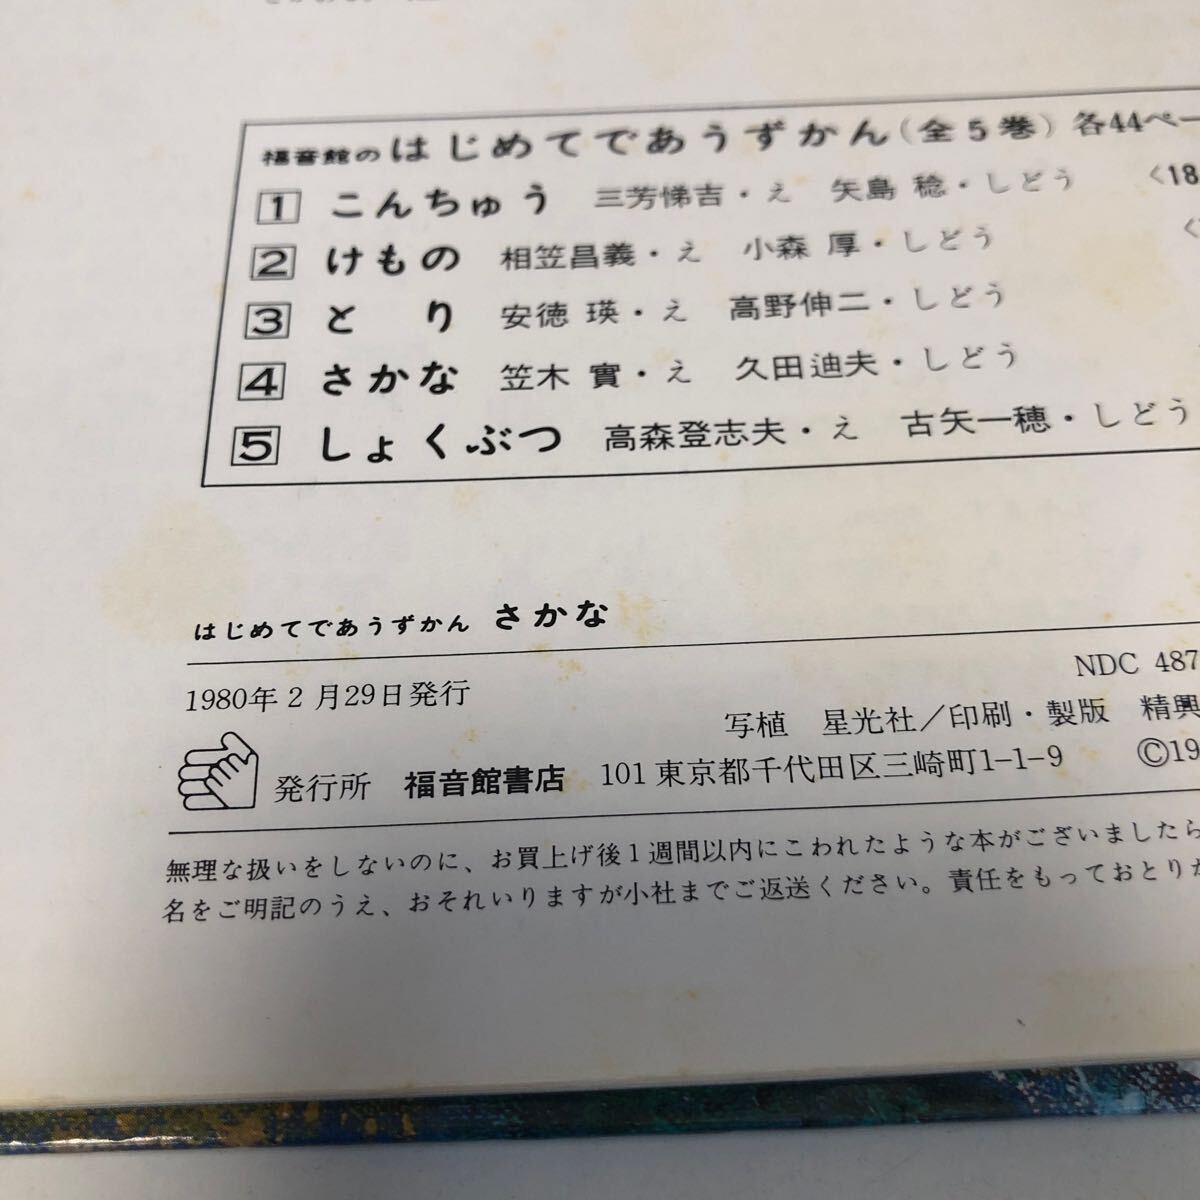 福音館の はじめてであうずかん（全5巻）各44ペー
1 こんちゅう 三芳悌吉・え 矢島 稔・しどう 〈18
2 けもの 相笠昌義・え 小森 厚・しどう 〈
3 とり 安徳 瑛・え 高野伸二・しどう
4 さかな 笠木 實・え 久田迪夫・しどう
5 しょくぶつ 高森登志夫・え 古矢一穂・しどう
はじめてであうずかん さかな
1980年2月29日発行
NDC 487
写植 星光社／印刷・製版 精興
発行所 福音館書店 101 東京都千代田区三崎町1-1-9 ©19
無理な扱いをしないのに、お買上げ後1週間以内にこわれたような本がございましたら
名をご明記のうえ、おそれいりますが小社までご返送ください。責任をもっておとりか